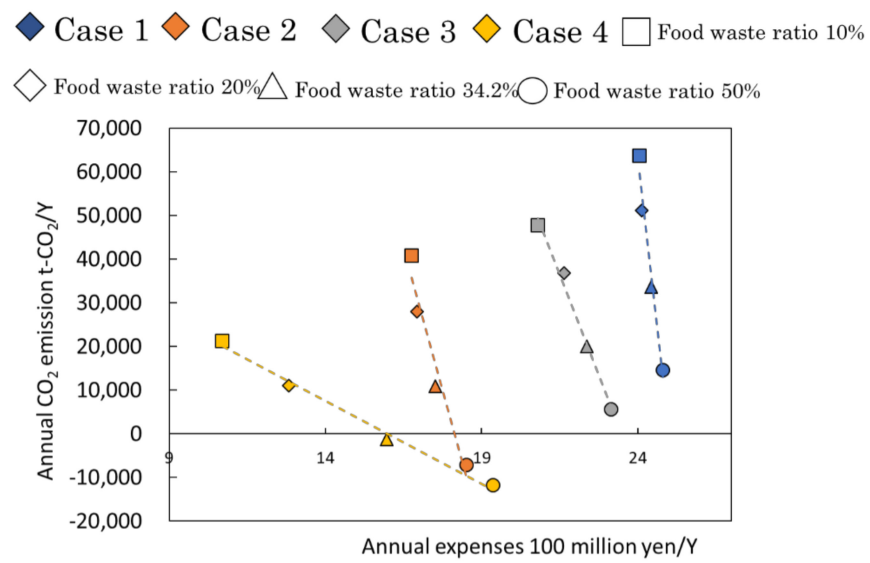 Case 1 Case 2 Case 3 Case 4 Food waste ratio 10%
Food waste ratio 20% Food waste ratio 34.2% Food waste ratio 50%
70,000
60,000
50,000
40,000
30,000
20,000
10,000
0
-10,000
-20,000
9 14 19 24
Annual CO₂ emission t-CO₂/Y
Annual expenses 100 million yen/Y